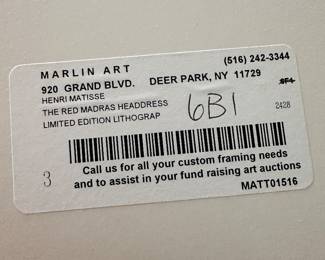 MARLIN ART (516) 242-3344
920 GRAND BLVD. DEER PARK, NY 11729
HENRI MATISSE
THE RED MADRAS HEADDRESS
LIMITED EDITION LITHOGRAP
6B1
2428
3
Call us for all your custom framing needs
and to assist in your fund raising art auctions
MATT01516